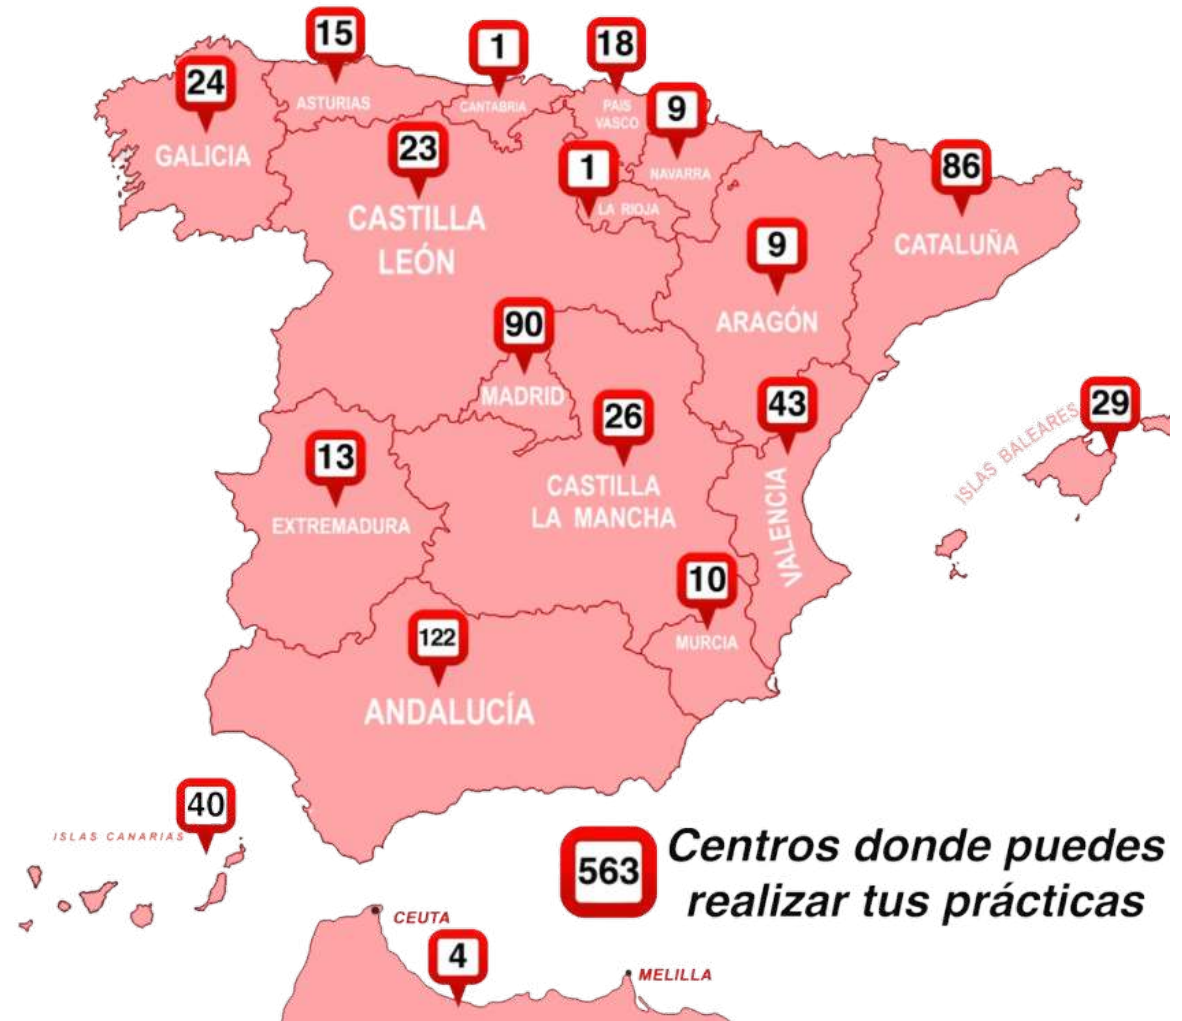 15
1
18
24
9
ASTURIAS
CANTABRIA
PAIS
VASCO
23
GALICIA
1
86
NAVARRA
CASTILLA
LEÓN
LA RIOJA
9
CATALUÑA
ARAGÓN
90
MADRID
26
43
29
ISLAS BALEARES
13
CASTILLA
LA MANCHA
EXTREMADURA
VALENCIA
10
MURCIA
122
ANDALUCÍA
40
ISLAS CANARIAS
563
Centros donde puedes
realizar tus prácticas
CEUTA
4
MELILLA